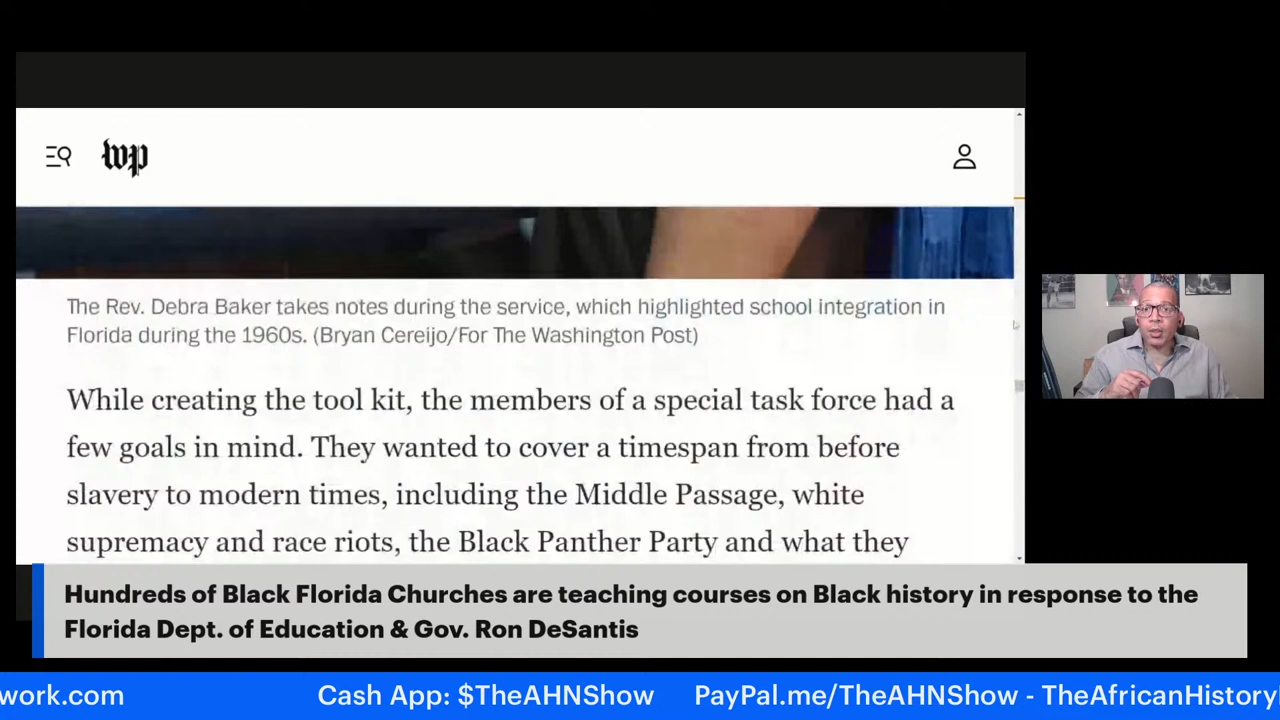 wp
The Rev. Debra Baker takes notes during the service, which highlighted school integration in
Florida during the 1960s. (Bryan Cereijo/For The Washington Post)
While creating the tool kit, the members of a special task force had a
few goals in mind. They wanted to cover a timespan from before
slavery to modern times, including the Middle Passage, white
supremacy and race riots, the Black Panther Party and what they
Hundreds of Black Florida Churches are teaching courses on Black history in response to the
Florida Dept. of Education & Gov. Ron DeSantis
work.com Cash App: $TheAHNShow PayPal.me/TheAHNShow - TheAfricanHistory